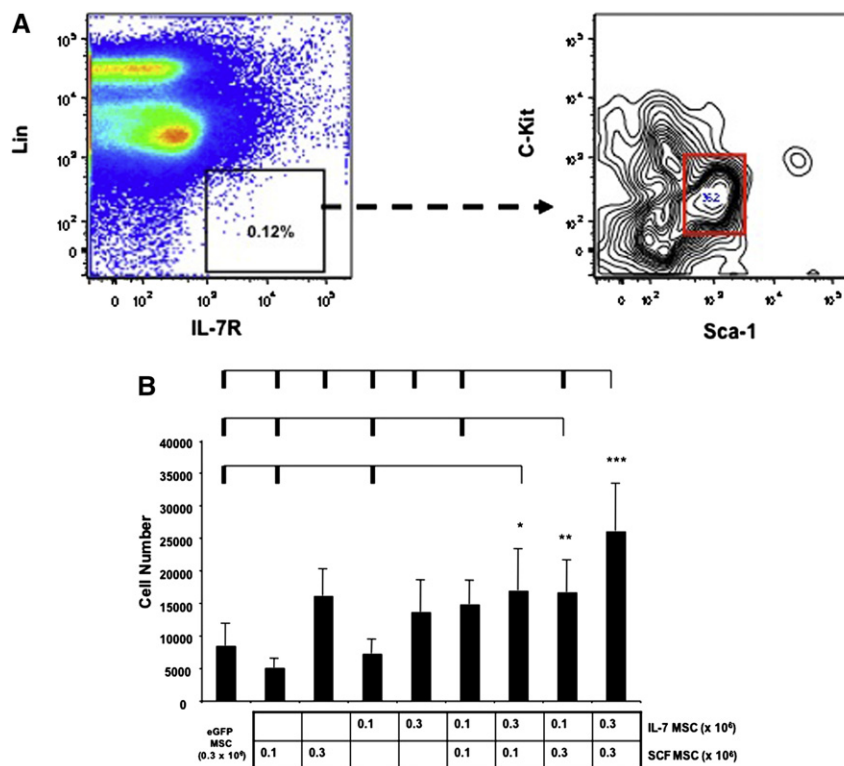 A
Lin
10⁵
10⁴
10³
10²
0
0.12%
0 10² 10³ 10⁴ 10⁵
IL-7R
C-Kit
10⁵
10⁴
10³
10²
0
36.2
0 10² 10³ 10⁴ 10⁵
Sca-1
B
Cell Number
40000
35000
30000
25000
20000
15000
10000
5000
0
* ** ***
eGFP
MSC
(0.3 x 10⁶)
0.1 0.3 0.1 0.3 0.1 0.3 IL-7 MSC (x 10⁶)
0.1 0.3 0.1 0.1 0.3 0.3 SCF MSC (x 10⁶)